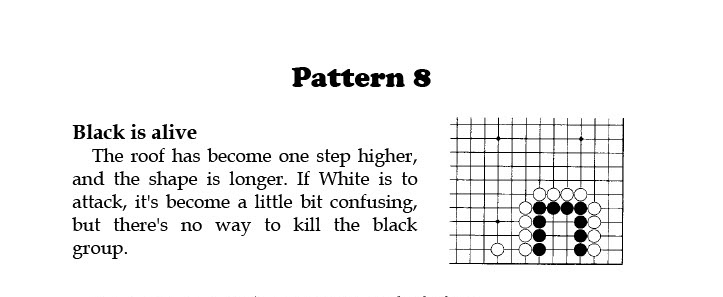 Pattern 8
Black is alive
The roof has become one step higher,
and the shape is longer. If White is to
attack, it's become a little bit confusing,
but there's no way to kill the black
group.